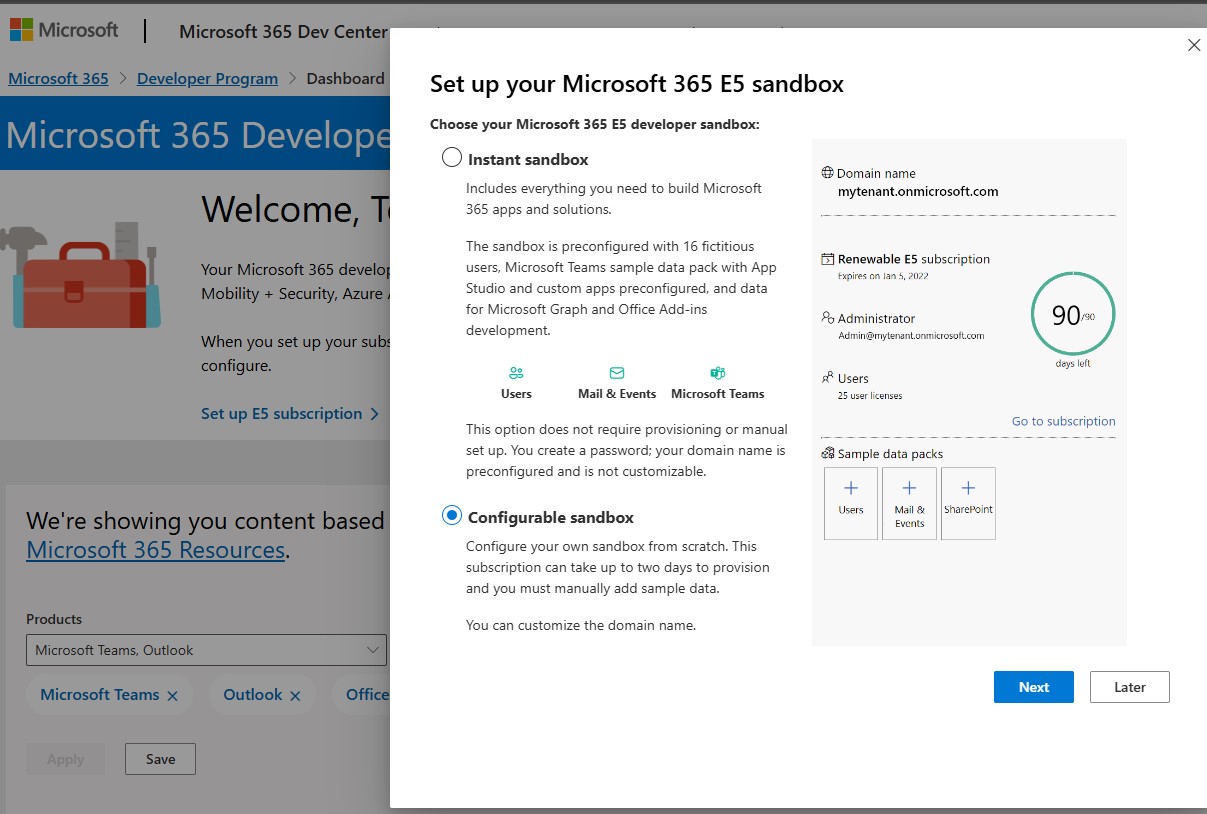 Microsoft
Microsoft 365 Dev Center
Microsoft 365 > Developer Program > Dashboard
Microsoft 365 Develope
Welcome, T
Your Microsoft 365 develop
Mobility + Security, Azure
When you set up your subs
configure.
Set up E5 subscription >
We're showing you content based
Microsoft 365 Resources.
Products
Microsoft Teams, Outlook
Microsoft Teams ×
Outlook ×
Office
Apply
Save
Set up your Microsoft 365 E5 sandbox
Choose your Microsoft 365 E5 developer sandbox:
Instant sandbox
Includes everything you need to build Microsoft
365 apps and solutions.
The sandbox is preconfigured with 16 fictitious
users, Microsoft Teams sample data pack with App
Studio and custom apps preconfigured, and data
for Microsoft Graph and Office Add-ins
development.
Users
Mail & Events
Microsoft Teams
This option does not require provisioning or manual
set up. You create a password; your domain name is
preconfigured and is not customizable.
Configurable sandbox
Configure your own sandbox from scratch. This
subscription can take up to two days to provision
and you must manually add sample data.
You can customize the domain name.
Domain name
mytenant.onmicrosoft.com
Renewable E5 subscription
Expires on Jan 5, 2022
90/90
days left
Administrator
Admin@mytenant.onmicrosoft.com
Users
25 user licenses
Go to subscription
Sample data packs
Users
Mail &
Events
SharePoint
Next
Later